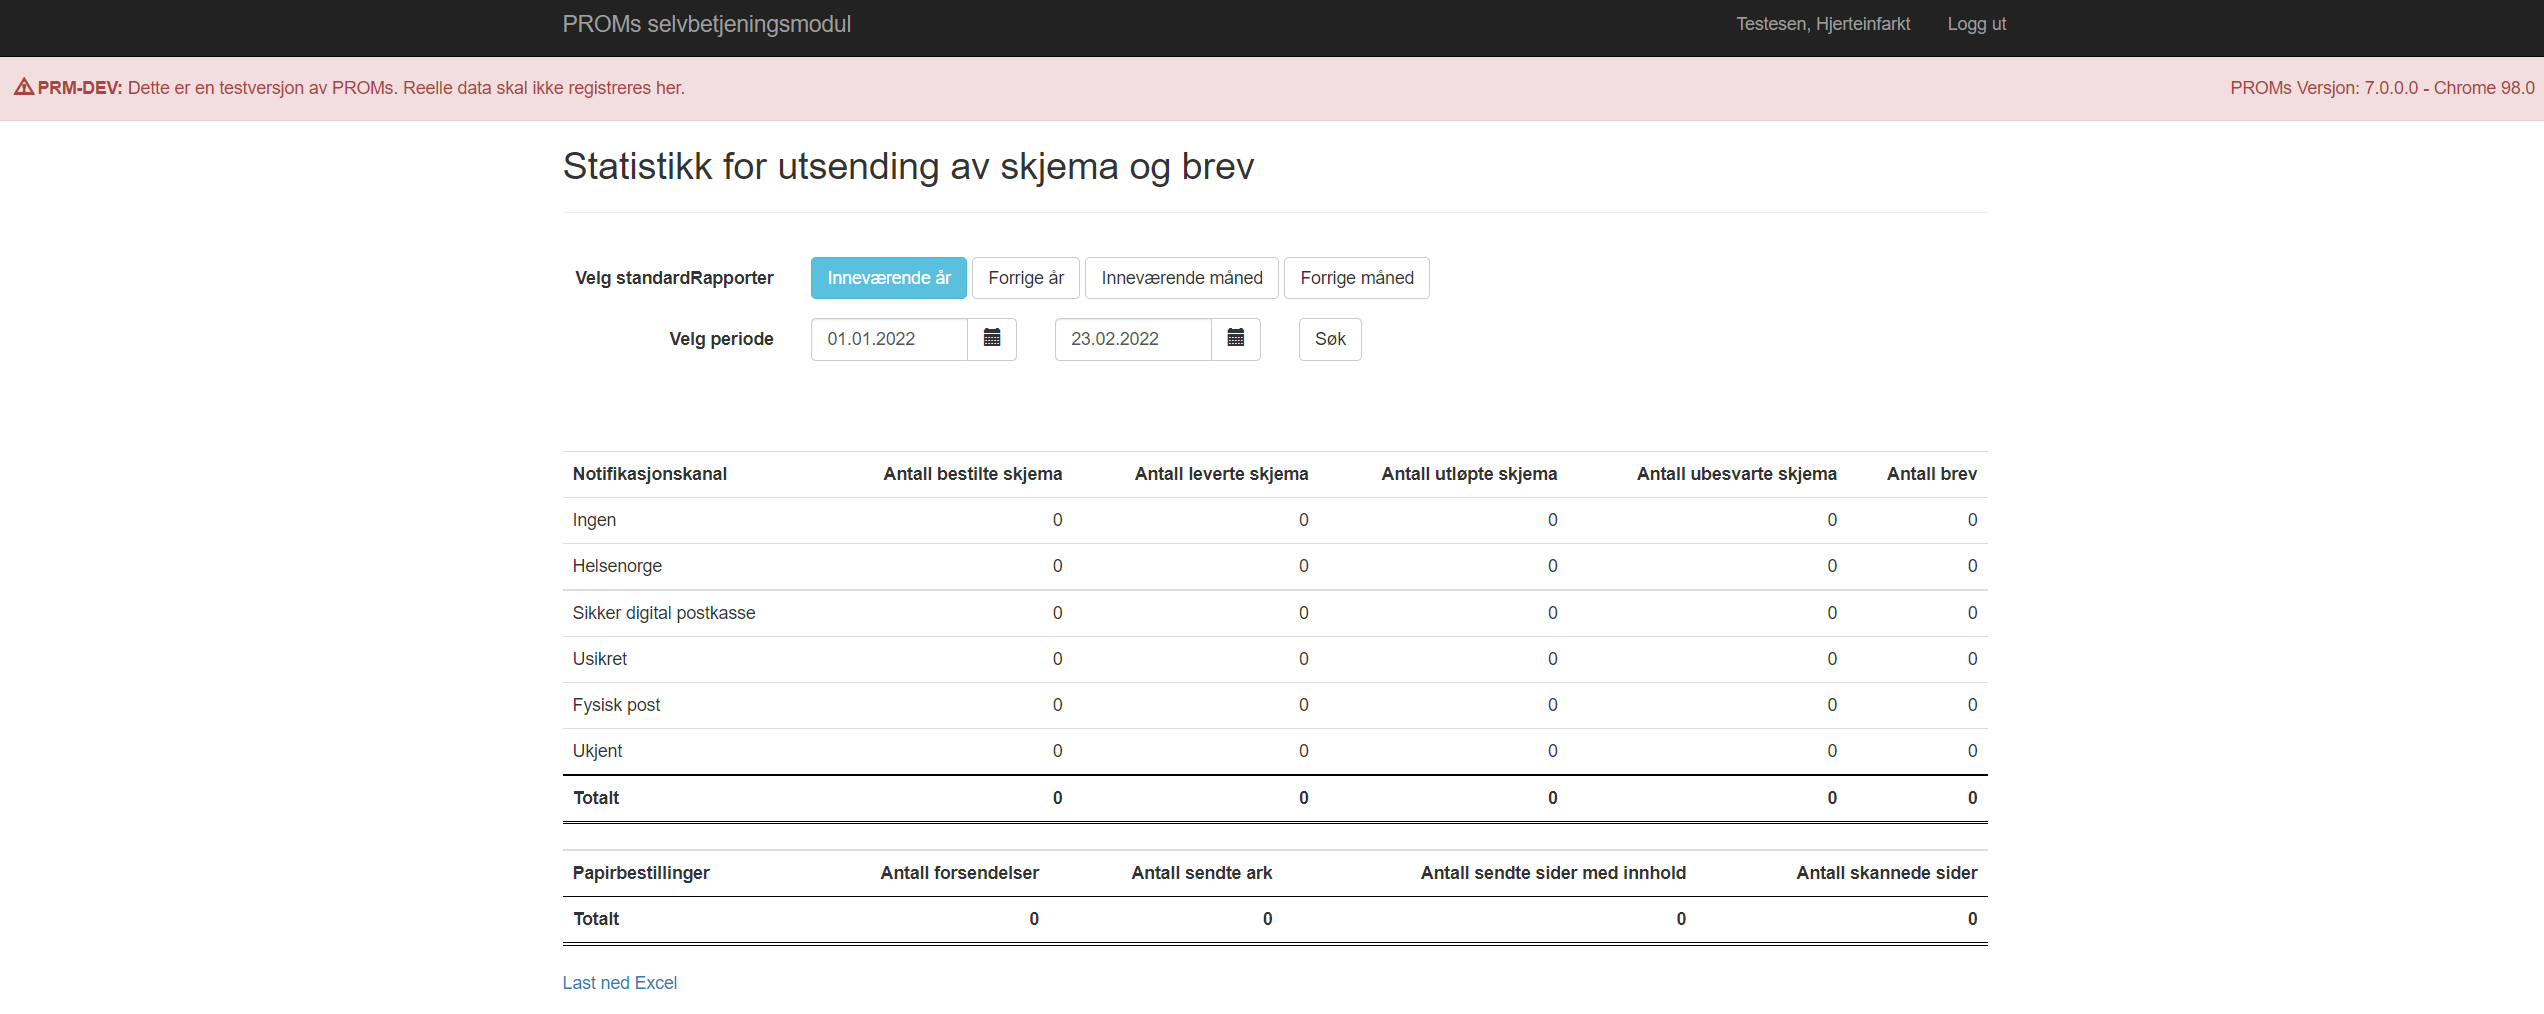 PROMs selvbetjeningsmodul Testesen, Hjerteinfarkt Logg ut
PRM-DEV: Dette er en testversjon av PROMs. Reelle data skal ikke registreres her. PROMs Versjon: 7.0.0.0 - Chrome 98.0
Statistikk for utsending av skjema og brev
Velg standardRapporter Inneværende år Forrige år Inneværende måned Forrige måned
Velg periode 01.01.2022 23.02.2022 Søk
Notifikasjonskanal Antall bestilte skjema Antall leverte skjema Antall utløpte skjema Antall ubesvarte skjema Antall brev
Ingen 0 0 0 0 0
Helsenorge 0 0 0 0 0
Sikker digital postkasse 0 0 0 0 0
Usikret 0 0 0 0 0
Fysisk post 0 0 0 0 0
Ukjent 0 0 0 0 0
Totalt 0 0 0 0 0
Papirbestillinger Antall forsendelser Antall sendte ark Antall sendte sider med innhold Antall skannede sider
Totalt 0 0 0 0
Last ned Excel